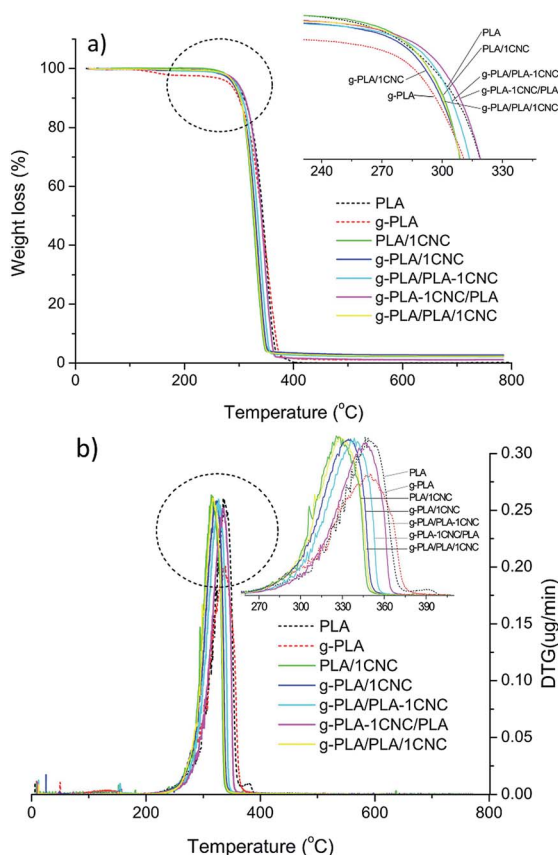 a)
Weight loss (%)
100
80
60
40
20
0
0
200
400
600
800
Temperature (°C)
240
270
300
330
PLA
PLA/1CNC
g-PLA/PLA-1CNC
g-PLA-1CNC/PLA
g-PLA/PLA/1CNC
g-PLA/1CNC
g-PLA
PLA
g-PLA
PLA/1CNC
g-PLA/1CNC
g-PLA/PLA-1CNC
g-PLA-1CNC/PLA
g-PLA/PLA/1CNC
b)
DTG(ug/min)
0.30
0.25
0.20
0.15
0.10
0.05
0.00
0
200
400
600
800
Temperature (°C)
260
270
300
330
360
390
PLA
g-PLA
PLA/1CNC
g-PLA/1CNC
g-PLA/PLA-1CNC
g-PLA-1CNC/PLA
g-PLA/PLA/1CNC
PLA
g-PLA
PLA/1CNC
g-PLA/1CNC
g-PLA/PLA-1CNC
g-PLA-1CNC/PLA
g-PLA/PLA/1CNC